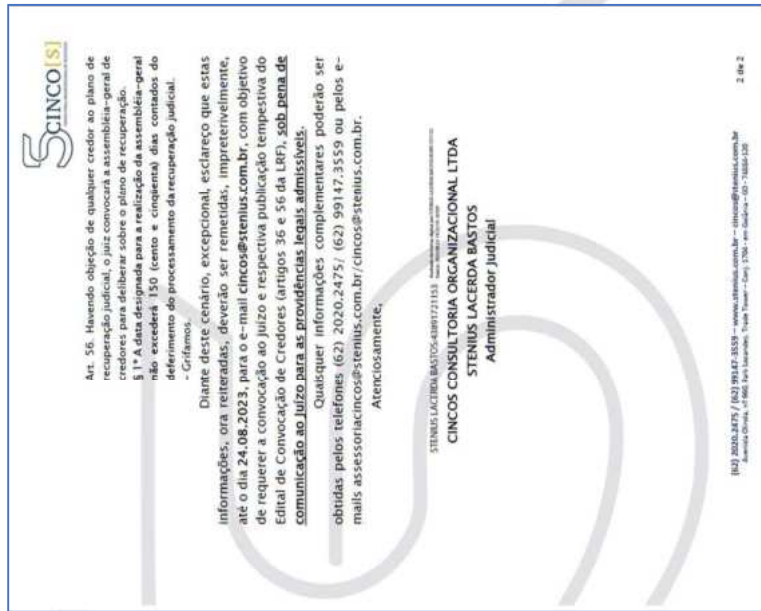 5 CINCO[S]
Art. 56. Havendo objeção de qualquer credor ao plano de
recuperação judicial, o juiz convocará a assembléia-geral de
credores para deliberar sobre o plano de recuperação.
§ 1º A data designada para a realização da assembléia-geral
não excederá 150 (cento e cinqüenta) dias contados do
deferimento do processamento da recuperação judicial.
- Grifamos.
Diante deste cenário, excepcional, esclareço que estas
informações, ora reiteradas, deverão ser remetidas, impreterivelmente,
até o dia 24.08.2023, para o e-mail cincos@stenius.com.br, com objetivo
de requerer a convocação ao juízo e respectiva publicação tempestiva do
Edital de Convocação de Credores (artigos 36 e 56 da LRF), sob pena de
comunicação ao Juízo para as providências legais admissíveis.
Quaisquer informações complementares poderão ser
obtidas pelos telefones (62) 2020.2475/ (62) 99147.3559 ou pelos e-
mails assessoriacincos@stenius.com.br/cincos@stenius.com.br.
Atenciosamente,
STENIUS LACERDA BASTOS:43891721153
CINCOS CONSULTORIA ORGANIZACIONAL LTDA
STENIUS LACERDA BASTOS
Administrador Judicial
(62) 2020.2475 / (62) 99147-3559 - www.stenius.com.br - cincos@stenius.com.br
2 de 2